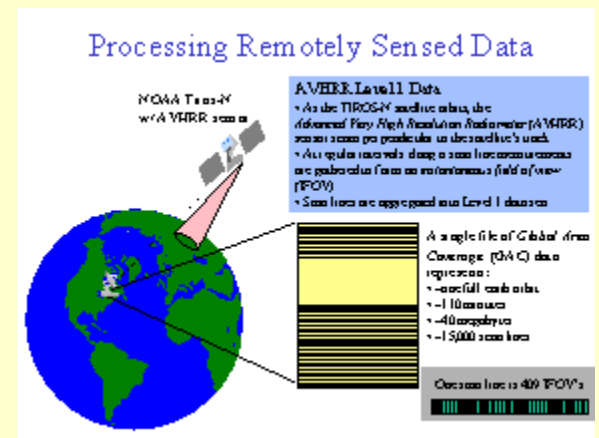 Processing Remotely Sensed Data
NOAA Tiros-N
w/ AVHRR sensor
AVHRR Level 1 Data
• As the TIROS-N satellite orbits, the
Advanced Very High Resolution Radiometer (AVHRR)
sensor scans perpendicular to the satellite's track.
• At regular intervals along a scan line measurements
are gathered to form an instantaneous field of view
(IFOV).
• Scan lines are aggregated into Level 1 data sets
A single file of Global Area
Coverage (GAC) data
represents:
• ~one full earth orbit
• ~110 minutes
• ~40 megabytes
• ~15,000 scan lines
One scan line is 409 IFOV's